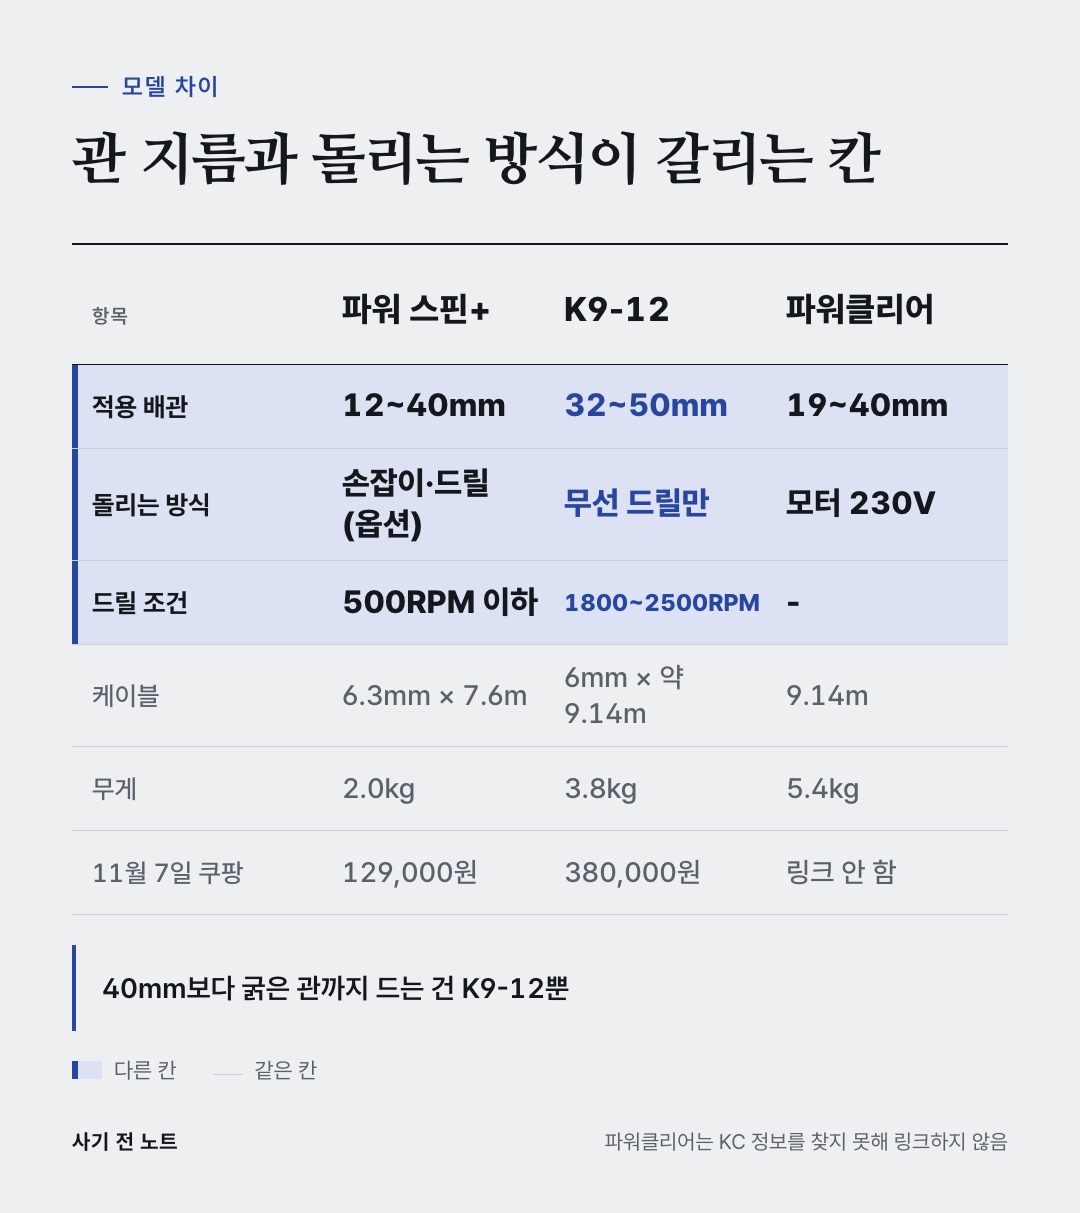 모델 차이
관 지름과 돌리는 방식이 갈리는 칸
항목 파워 스핀+ K9-12 파워클리어
적용 배관 12~40mm 32~50mm 19~40mm
돌리는 방식 손잡이·드릴 (옵션) 무선 드릴만 모터 230V
드릴 조건 500RPM 이하 1800~2500RPM -
케이블 6.3mm × 7.6m 6mm × 약 9.14m 9.14m
무게 2.0kg 3.8kg 5.4kg
11월 7일 쿠팡 129,000원 380,000원 링크 안 함
40mm보다 굵은 관까지 드는 건 K9-12뿐
다른 칸 같은 칸
사기 전 노트 파워클리어는 KC 정보를 찾지 못해 링크하지 않음